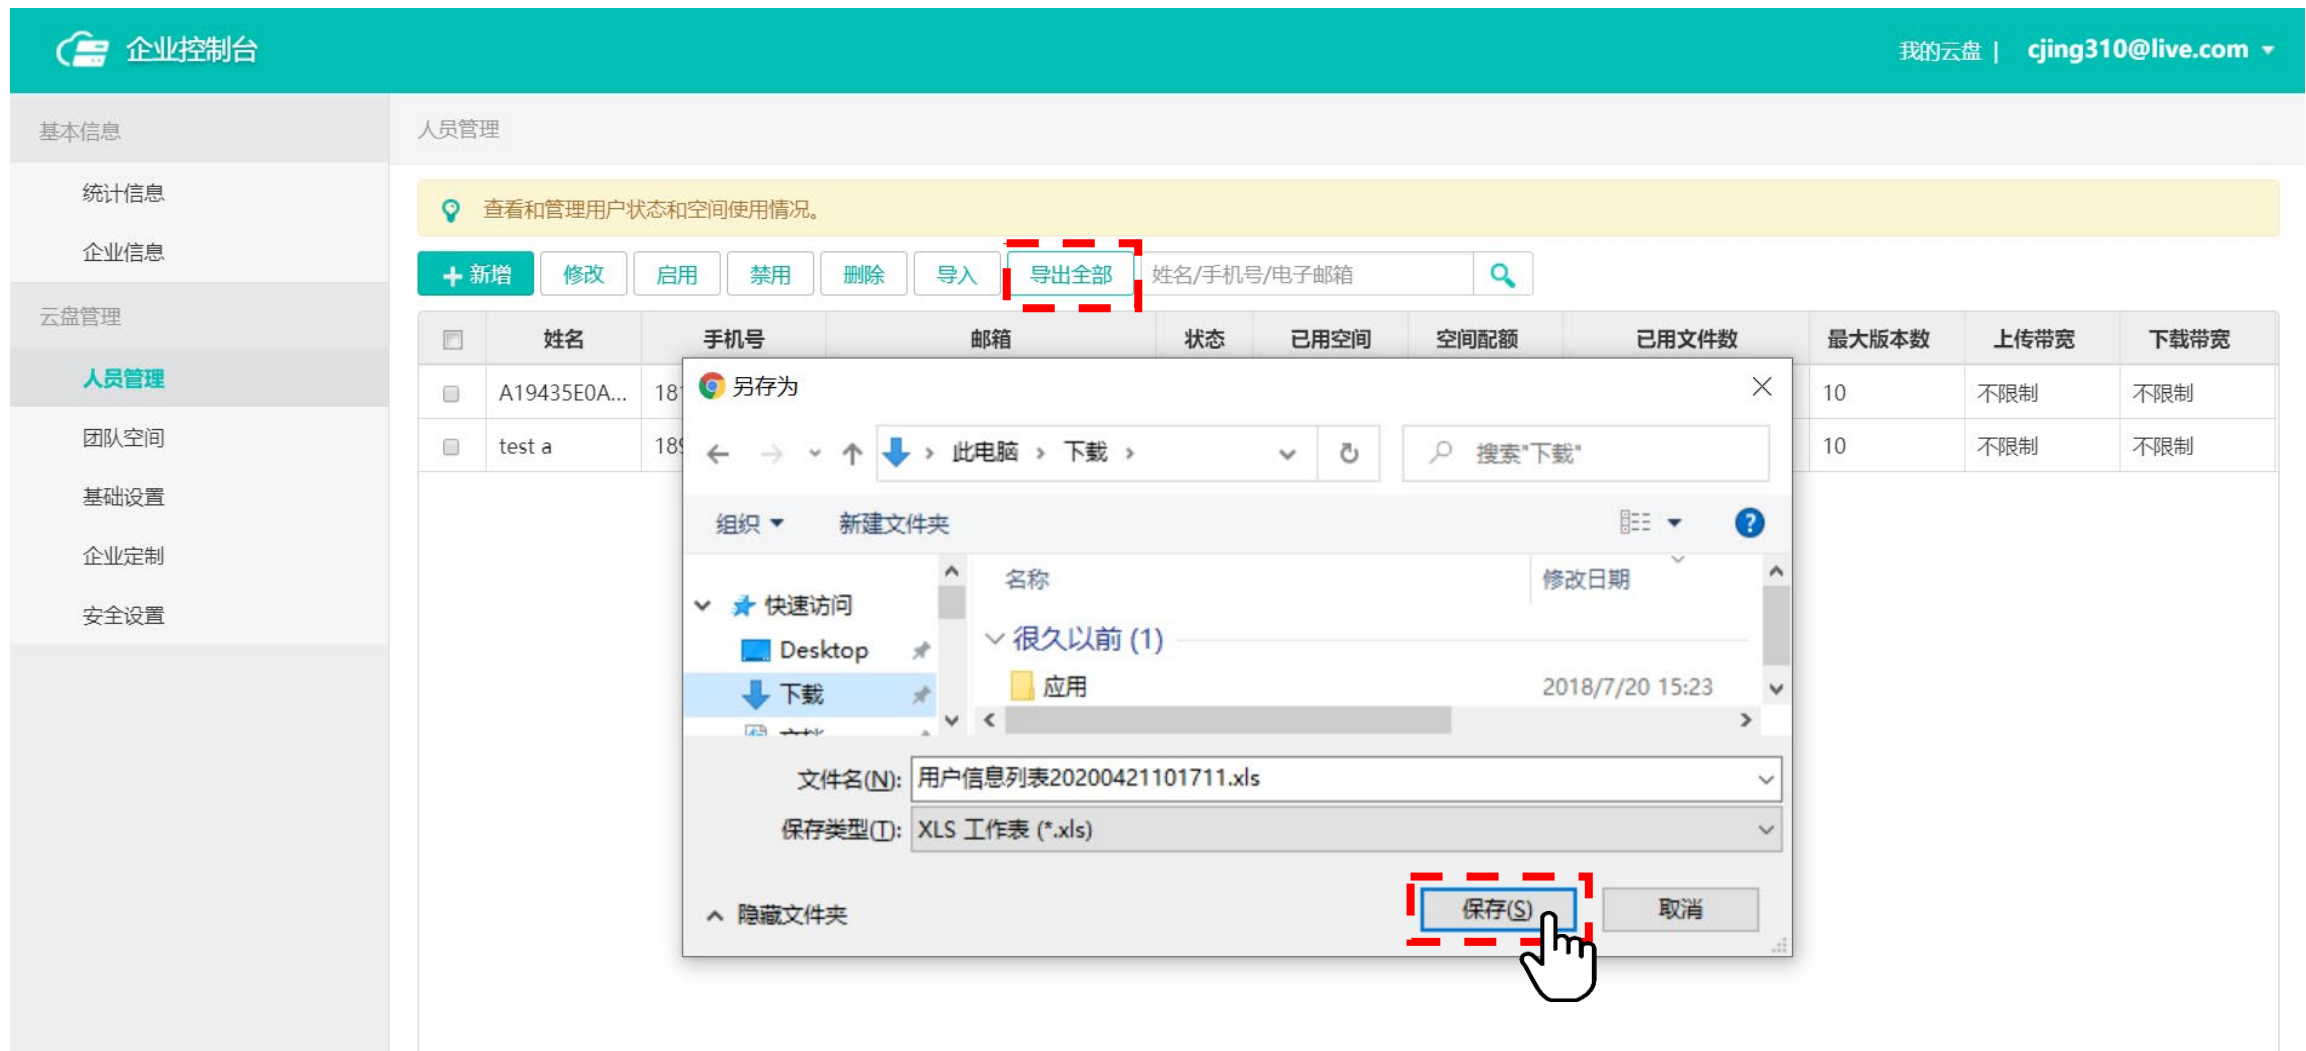 企业控制台
我的云盘 | cjing310@live.com
基本信息
统计信息
企业信息
云盘管理
人员管理
团队空间
基础设置
企业定制
安全设置
人员管理
查看和管理用户状态和空间使用情况。
新增 修改 启用 禁用 删除 导入 导出全部 姓名/手机号/电子邮箱
姓名 手机号 邮箱 状态 已用空间 空间配额 已用文件数 最大版本数 上传带宽 下载带宽
A19435E0A... 10 不限制 不限制
test a 10 不限制 不限制
另存为
此电脑 › 下载 › 搜索"下载"
组织 新建文件夹
名称 修改日期
快速访问
Desktop
下载
很久以前 (1)
应用 2018/7/20 15:23
文件名(N): 用户信息列表20200421101711.xls
保存类型(T): XLS 工作表 (*.xls)
隐藏文件夹 保存(S) 取消